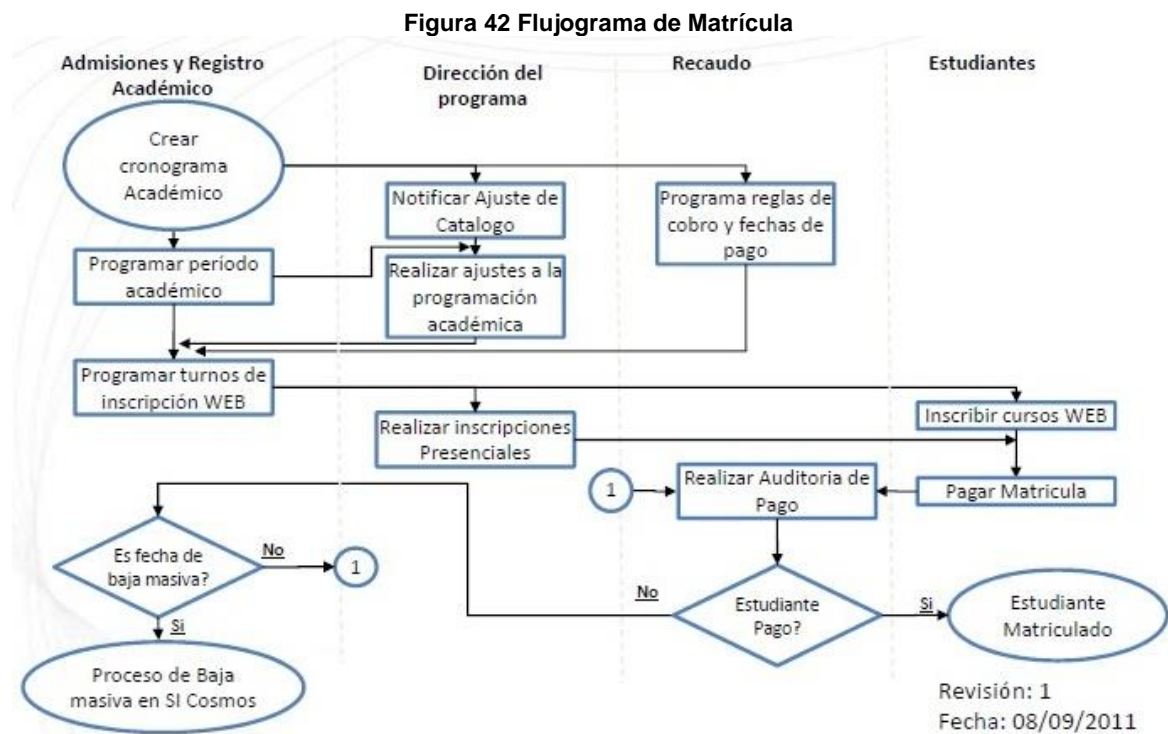 Figura 42 Flujograma de Matrícula
Admisiones y Registro
Académico
Dirección del
programa
Recaudo
Estudiantes
Crear
cronograma
Académico
Notificar Ajuste de
Catalogo
Programa reglas de
cobro y fechas de
pago
Programar período
académico
Realizar ajustes a la
programación
académica
Programar turnos de
inscripción WEB
Realizar inscripciones
Presenciales
Inscribir cursos WEB
1
Realizar Auditoria de
Pago
Pagar Matricula
Es fecha de
baja masiva?
No
1
No
Estudiante
Pago?
Si
Estudiante
Matriculado
Si
Proceso de Baja
masiva en SI Cosmos
Revisión: 1
Fecha: 08/09/2011